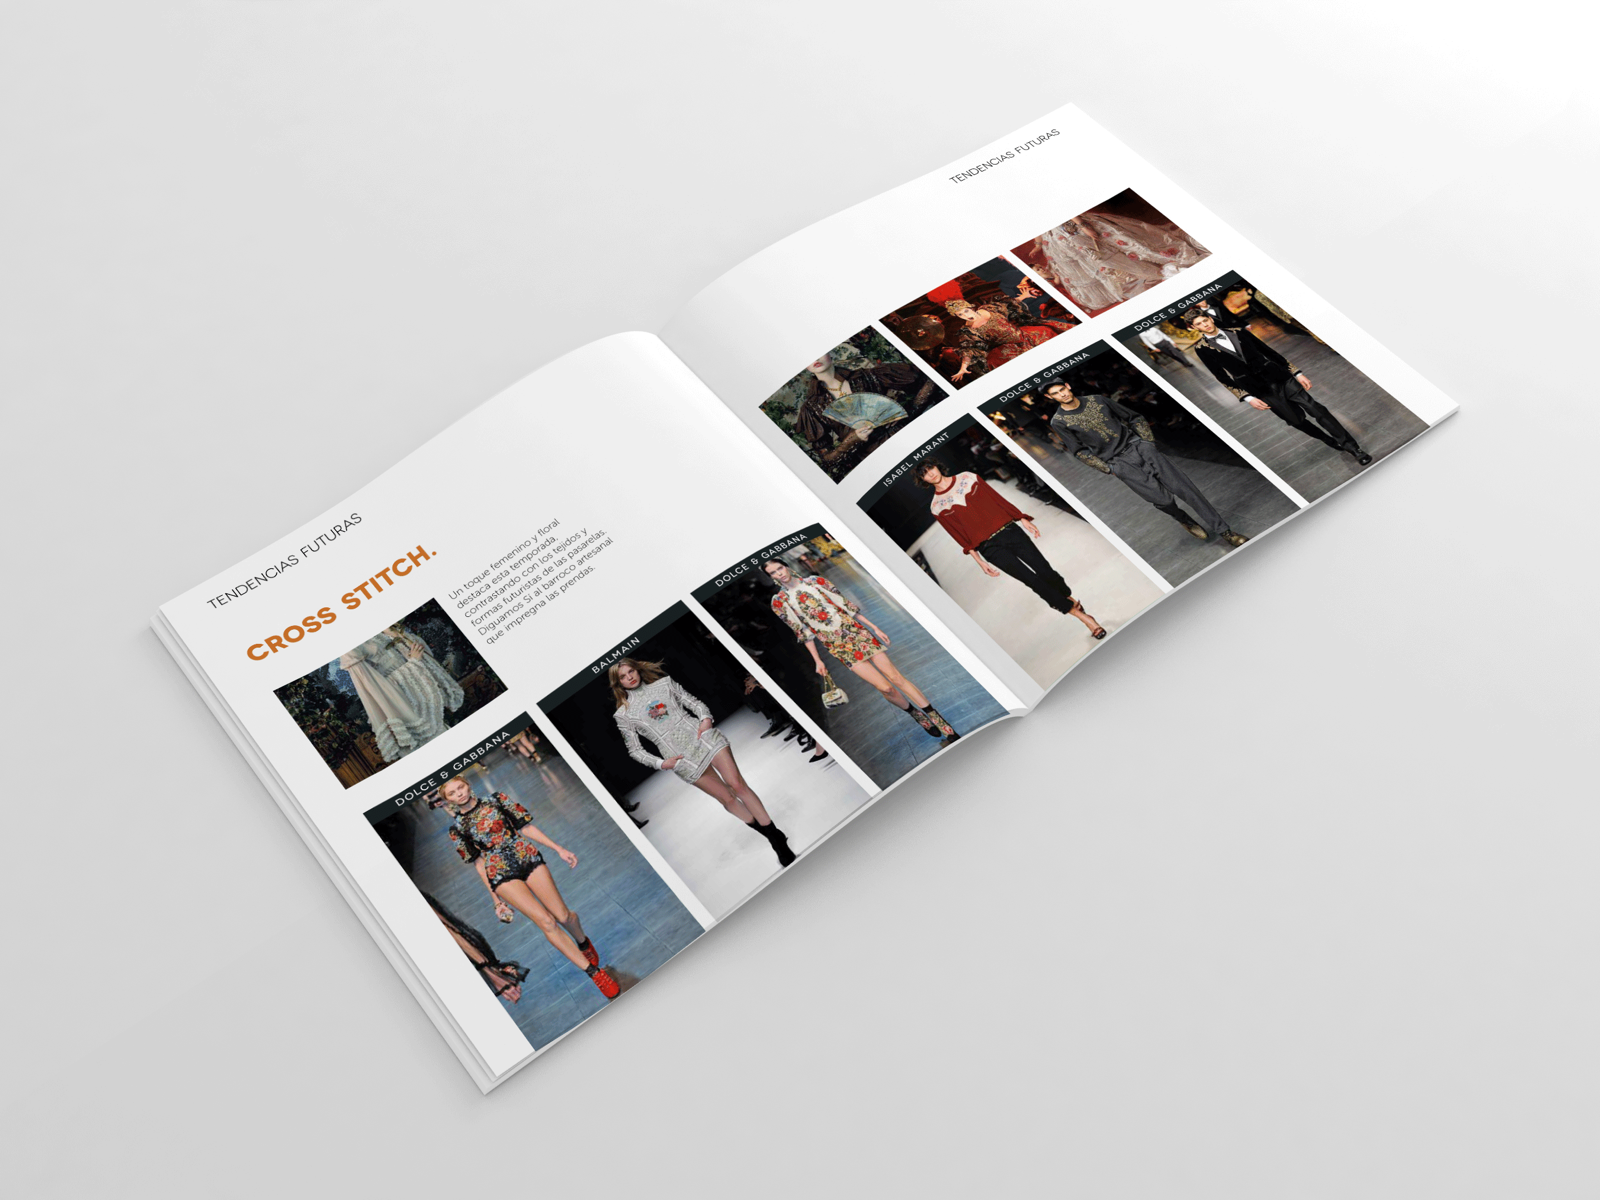 TENDENCIAS FUTURAS
CROSS STITCH.
Un toque femenino y floral
destaca esta temporada,
contrastando con los tejidos y
formas futuristas de las pasarelas.
Diguamos Sí al barroco artesanal
que impregna las prendas.
DOLCE & GABBANA
BALMAIN
DOLCE & GABBANA
TENDENCIAS FUTURAS
ISABEL MARANT
DOLCE & GABBANA
DOLCE & GABBANA